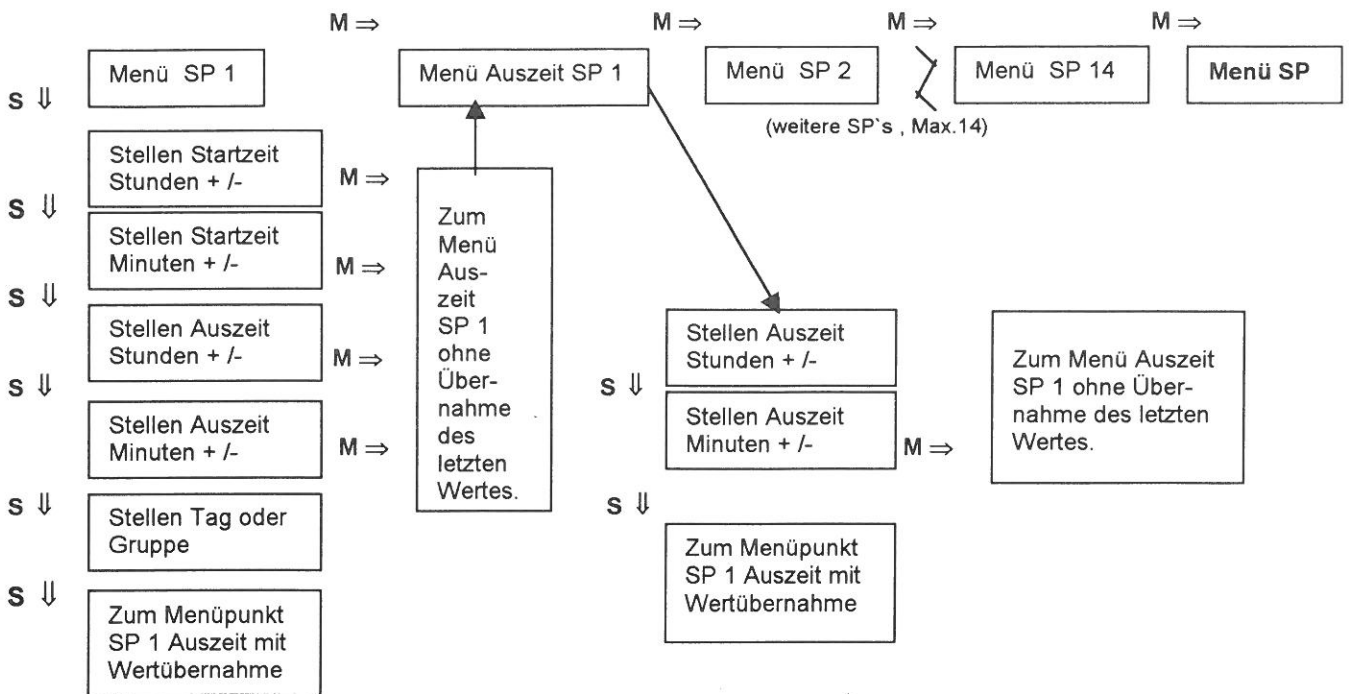 M ⇒ M ⇒ M ⇒ M ⇒
Menü SP 1
Menü Auszeit SP 1
Menü SP 2
Menü SP 14
Menü SP
(weitere SP`s , Max.14)
S ⇓
Stellen Startzeit
Stunden + /-
M ⇒
S ⇓
Stellen Startzeit
Minuten + /-
M ⇒
S ⇓
Stellen Auszeit
Stunden + /-
M ⇒
S ⇓
Stellen Auszeit
Minuten + /-
M ⇒
S ⇓
Stellen Tag oder
Gruppe
S ⇓
Zum Menüpunkt
SP 1 Auszeit mit
Wertübernahme
Zum
Menü
Aus-
zeit
SP 1
ohne
Über-
nahme
des
letzten
Wertes.
Stellen Auszeit
Stunden + /-
S ⇓
Stellen Auszeit
Minuten + /-
M ⇒
S ⇓
Zum Menüpunkt
SP 1 Auszeit mit
Wertübernahme
Zum Menü Auszeit
SP 1 ohne Über-
nahme des letzten
Wertes.